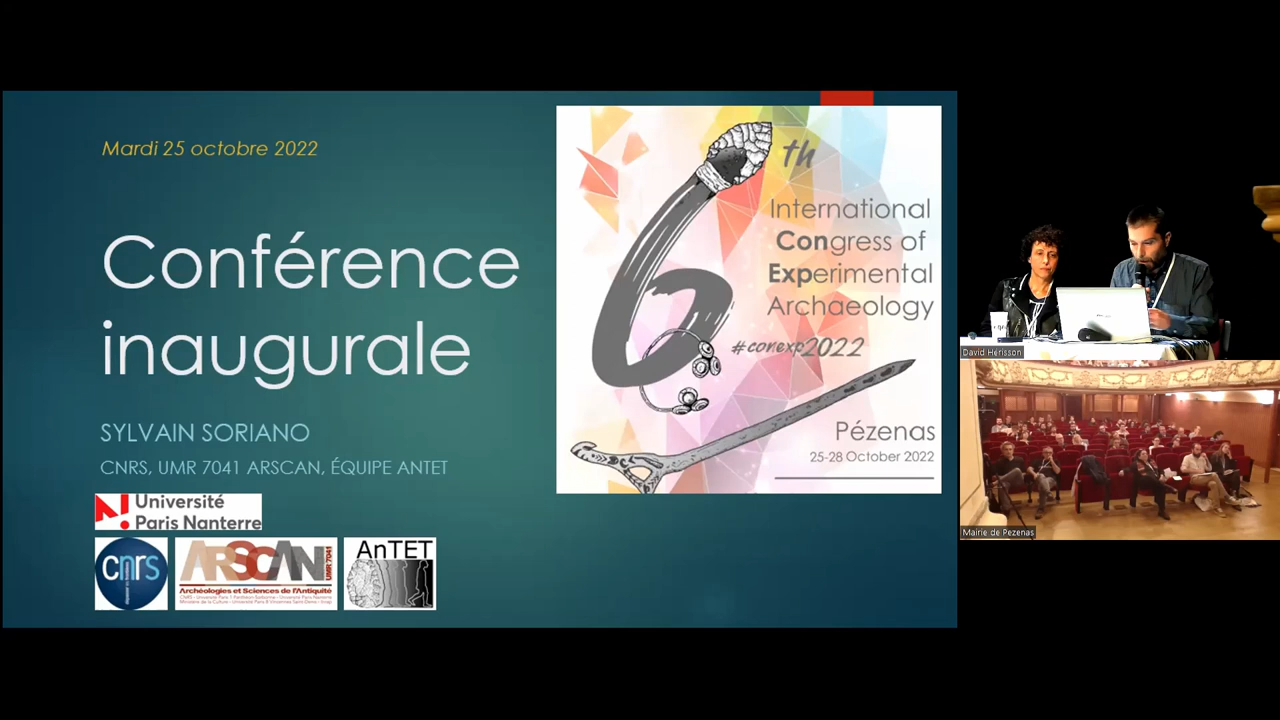 Mardi 25 octobre 2022
Conférence
inaugurale
SYLVAIN SORIANO
CNRS, UMR 7041 ARSCAN, ÉQUIPE ANTET
Université
Paris Nanterre
cnrs
ARSCAN
UMR 7041
Archéologies et Sciences de l'Antiquité
AnTET
th
International
Congress of
Experimental
Archaeology
#conexp2022
Pézenas
25-28 October 2022
David Hérisson
Mairie de Pezenas